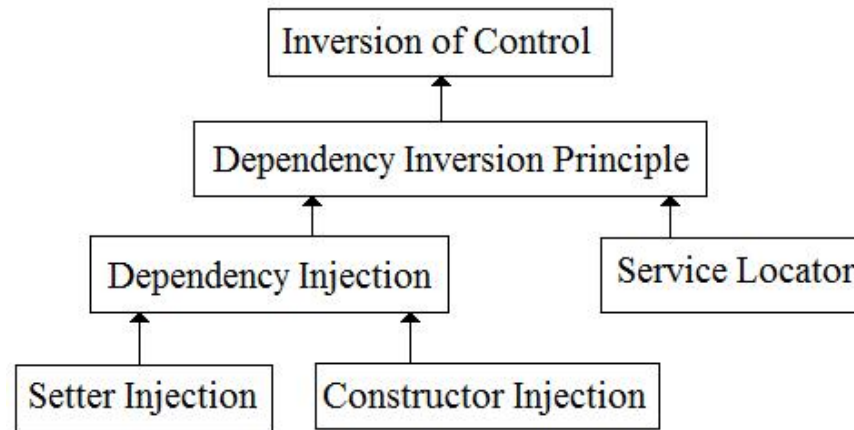 Inversion of Control
Dependency Inversion Principle
Dependency Injection
Service Locator
Setter Injection
Constructor Injection